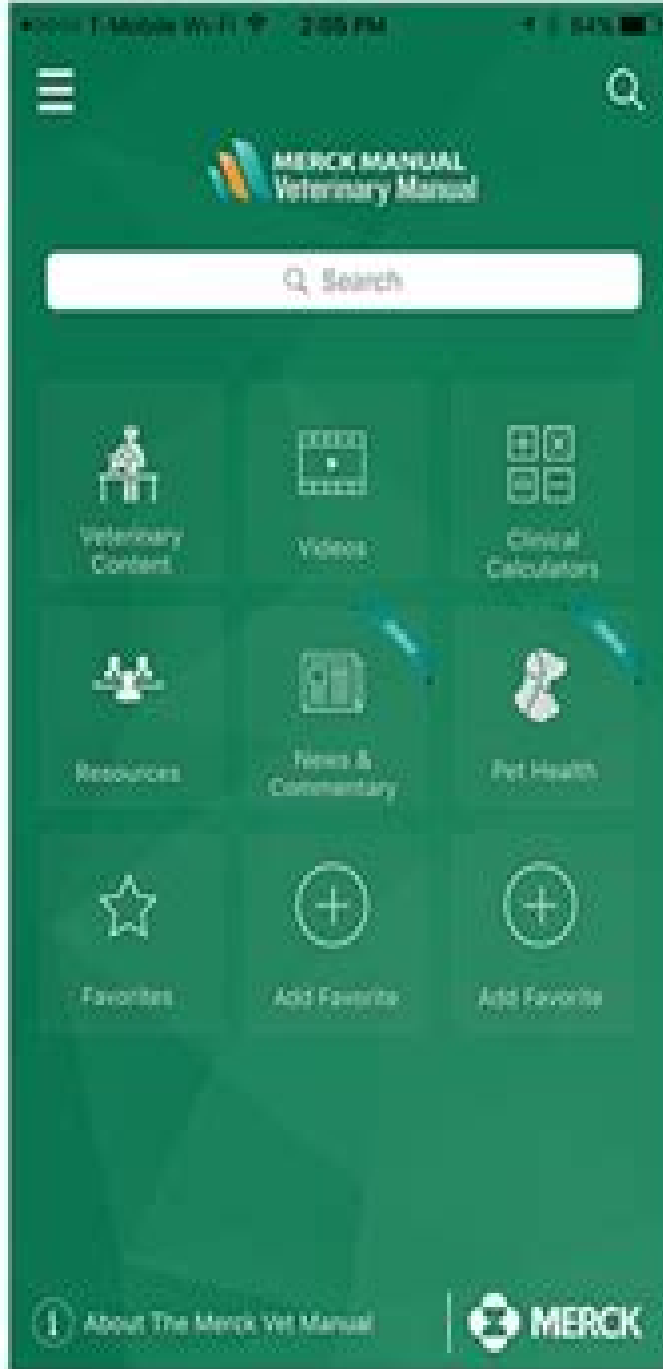 T-Mobile Wi-Fi 2:05 PM 84%
MERCK MANUAL
Veterinary Manual
Search
Veterinary
Content
Videos
Clinical
Calculators
Resources
News &
Commentary
Pet Health
Favorites
Add Favorite
Add Favorite
About The Merck Vet Manual
MERCK